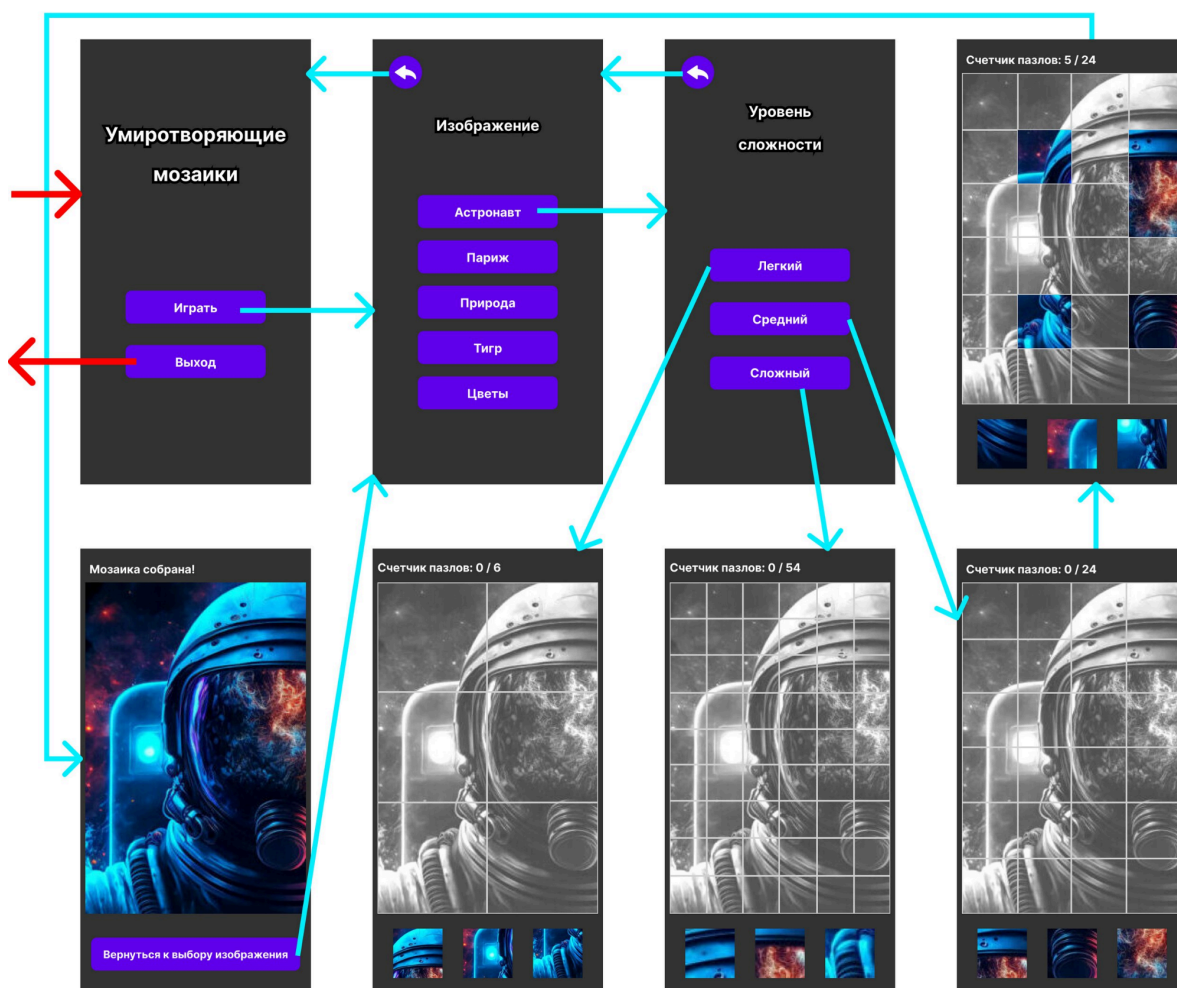 Умиротворяющие
мозаики
Играть
Выход
Изображение
Астронавт
Париж
Природа
Тигр
Цветы
Уровень
сложности
Легкий
Средний
Сложный
Счетчик пазлов: 5 / 24
Мозаика собрана!
Вернуться к выбору изображения
Счетчик пазлов: 0 / 6
Счетчик пазлов: 0 / 54
Счетчик пазлов: 0 / 24